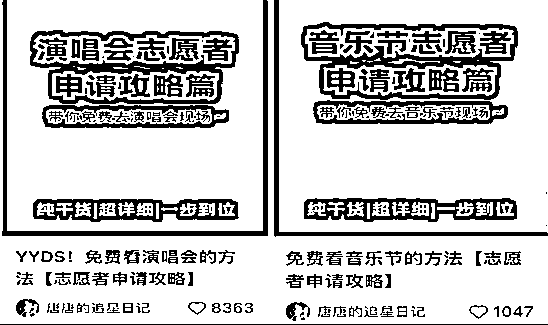 演唱会志愿者
申请攻略篇
带你免费去演唱会现场~
纯干货|超详细|一步到位
YYDS！免费看演唱会的方
法【志愿者申请攻略】
唐唐的追星日记 8363
音乐节志愿者
申请攻略篇
带你免费去音乐节现场~
纯干货|超详细|一步到位
免费看音乐节的方法【志愿
者申请攻略】
唐唐的追星日记 1047